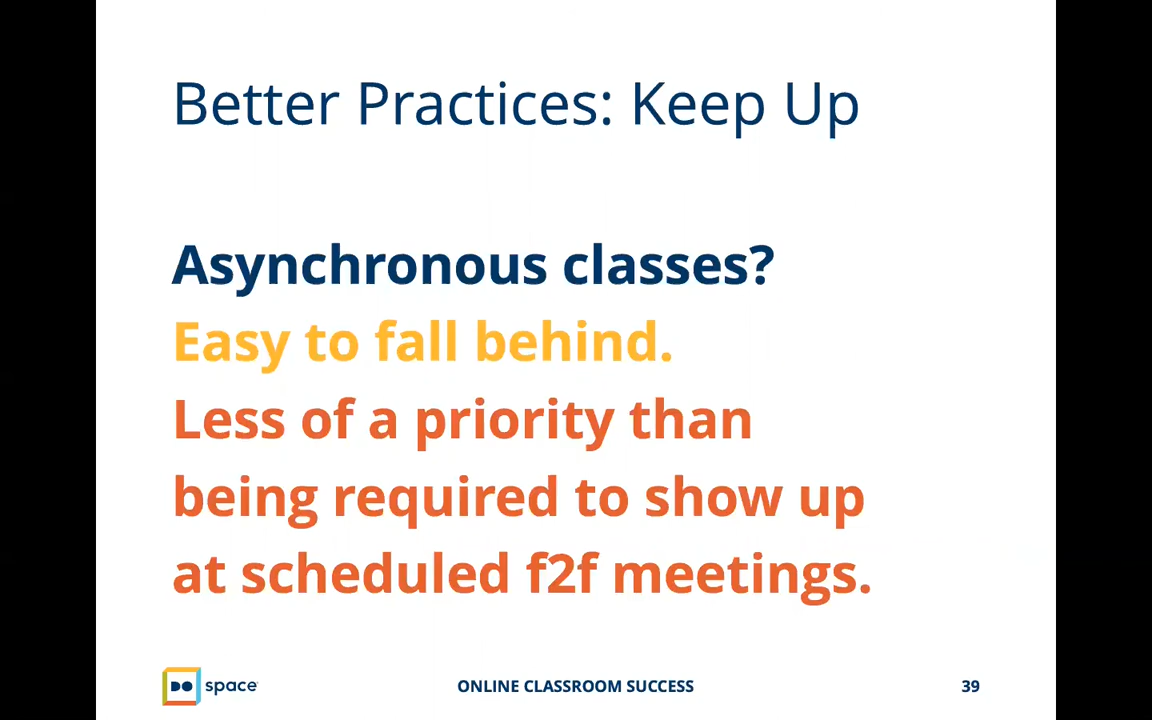 Better Practices: Keep Up
Asynchronous classes?
Easy to fall behind.
Less of a priority than
being required to show up
at scheduled f2f meetings.
DO space
ONLINE CLASSROOM SUCCESS
39